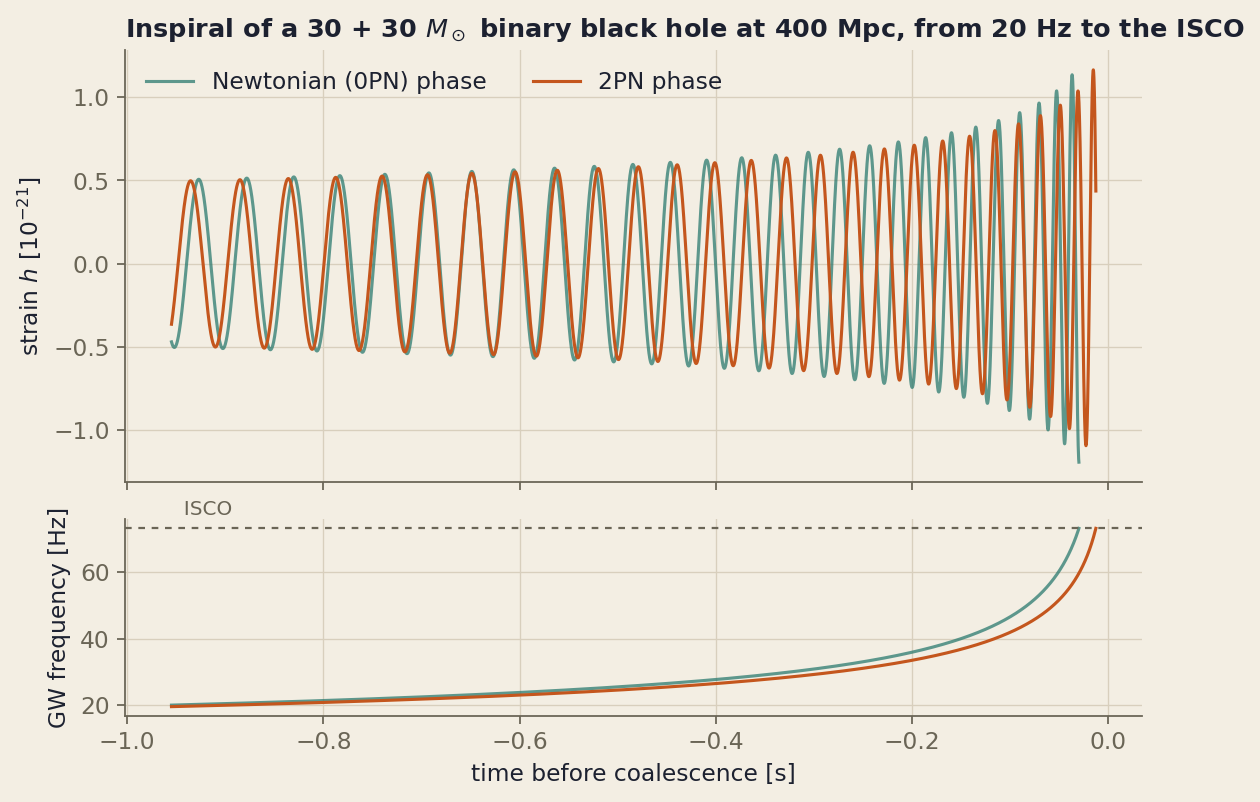 Inspiral of a 30 + 30 M⊙ binary black hole at 400 Mpc, from 20 Hz to the ISCO
Newtonian (0PN) phase 2PN phase
strain h [10⁻²¹]
1.0
0.5
0.0
−0.5
−1.0
ISCO
GW frequency [Hz]
60
40
20
−1.0 −0.8 −0.6 −0.4 −0.2 0.0
time before coalescence [s]